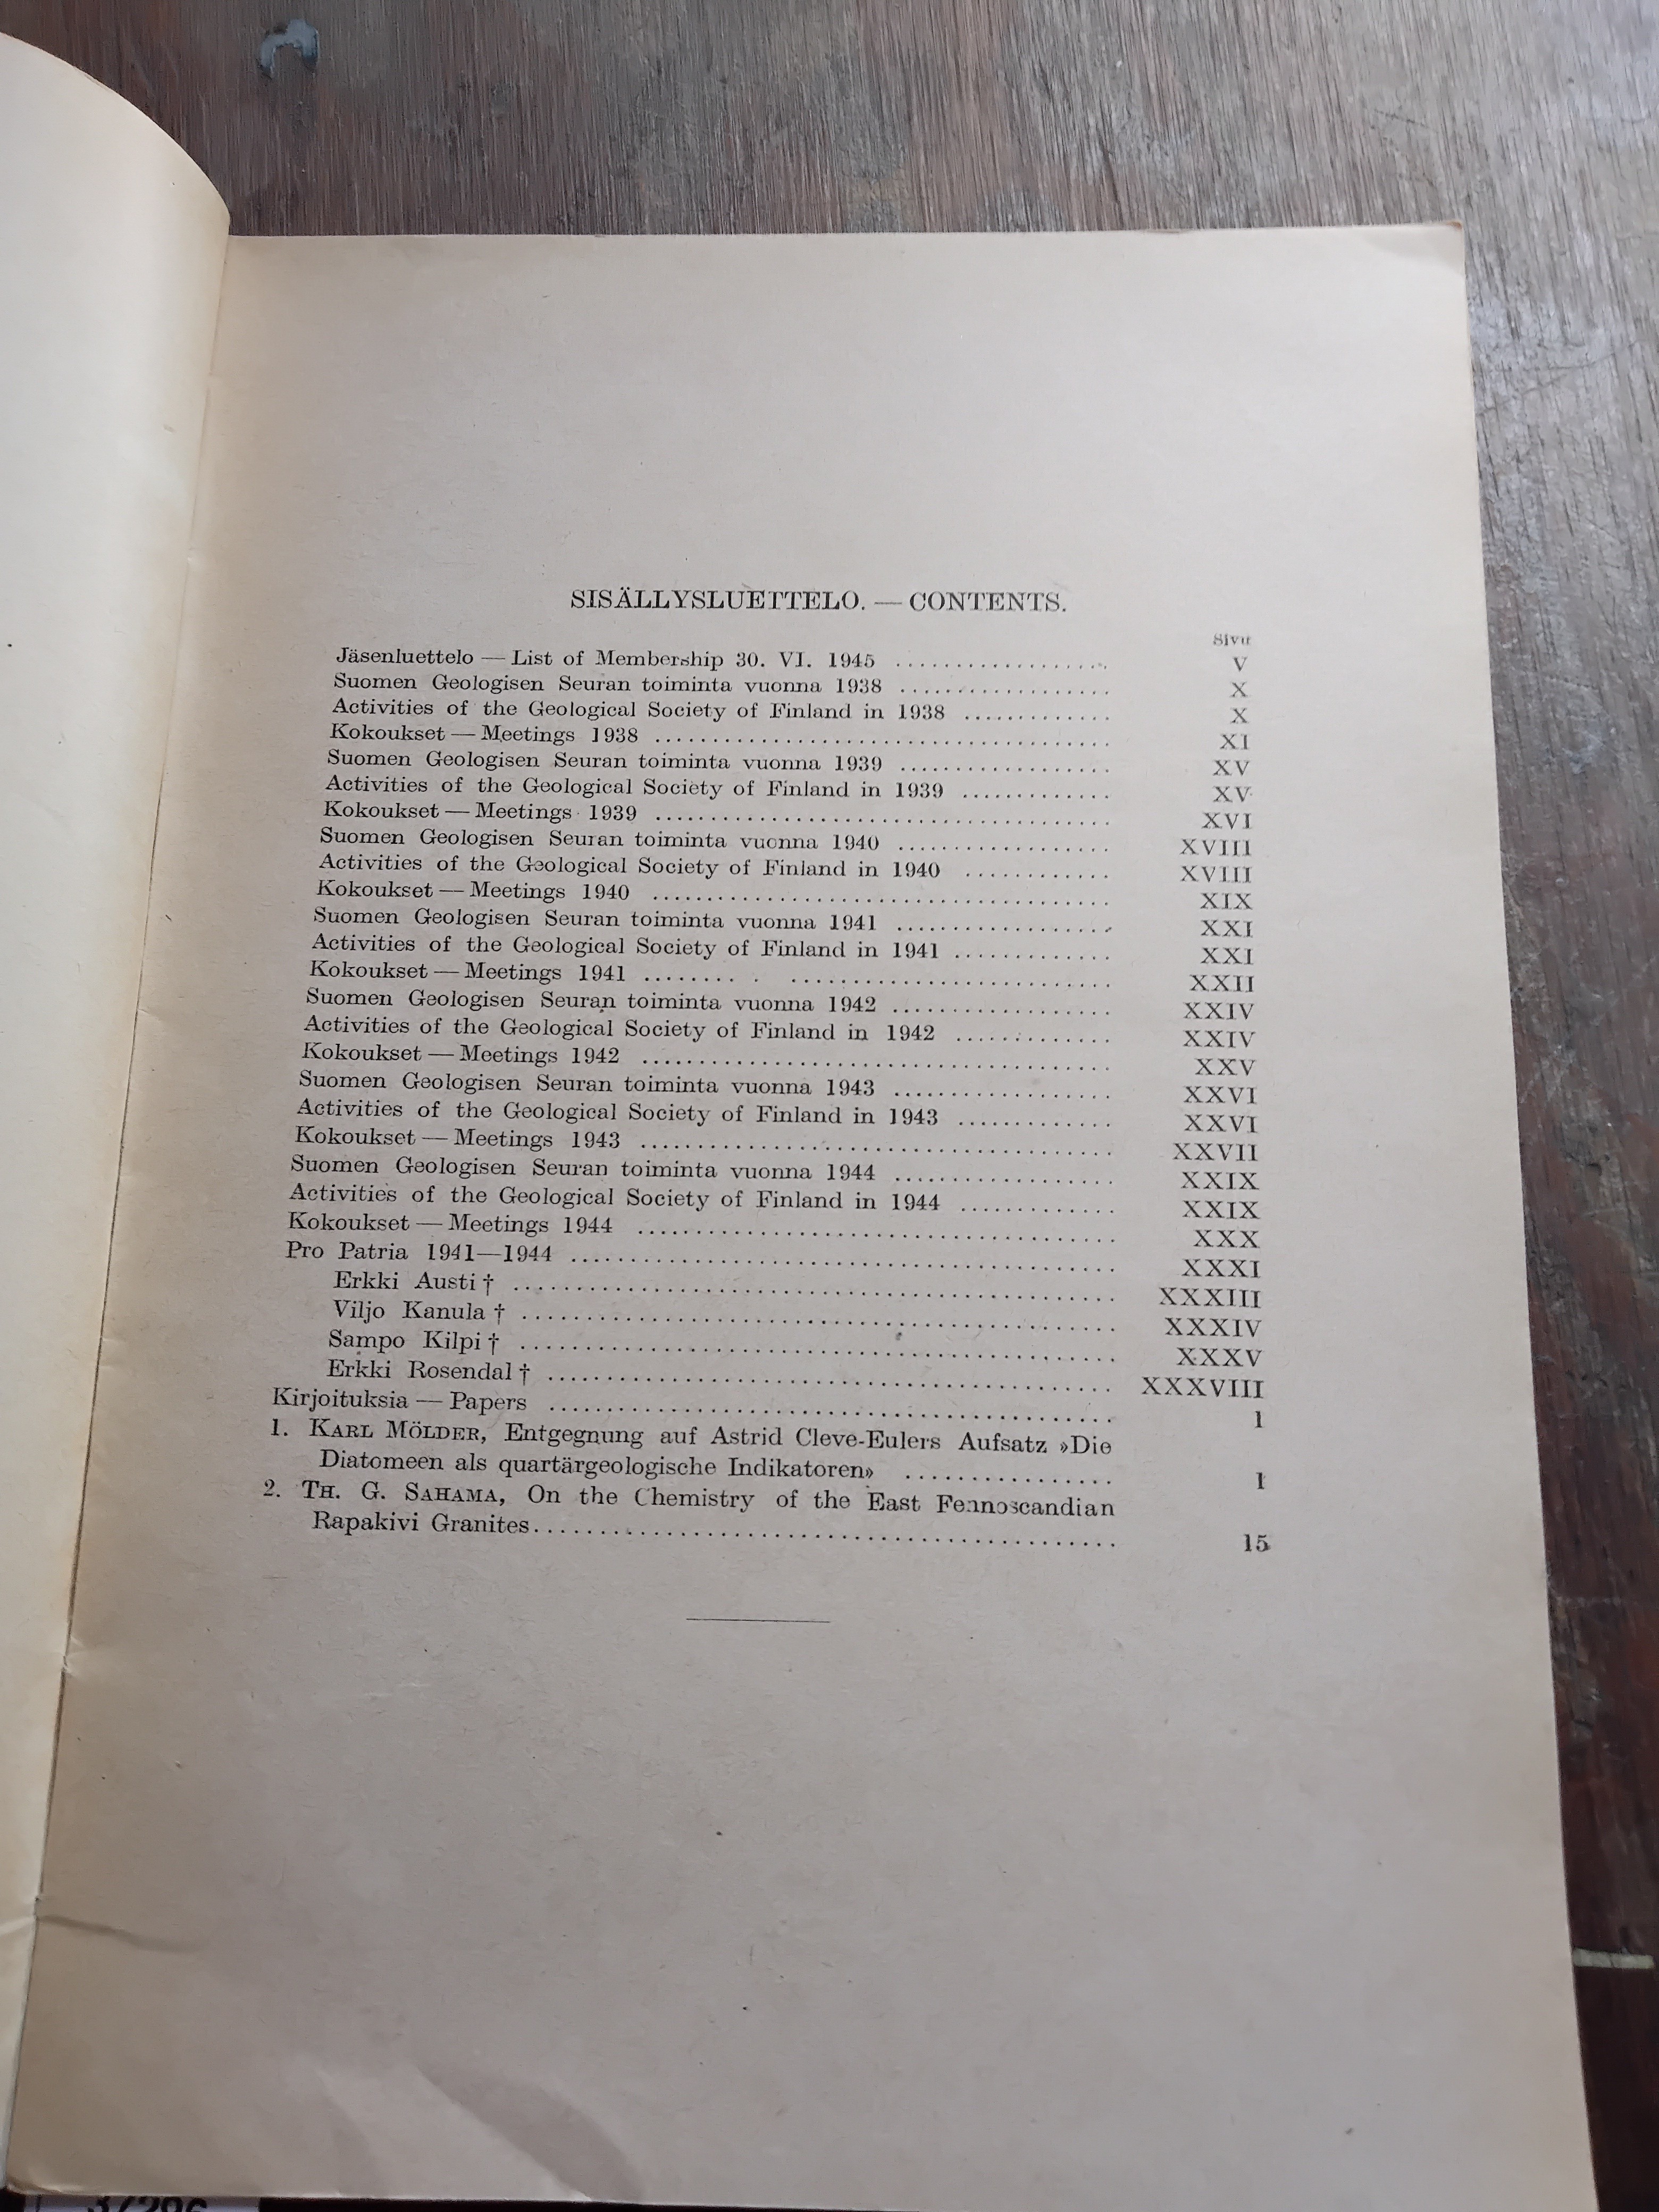 SISÄLLYSLUETTELO. — CONTENTS.
Sivu
Jäsenluettelo — List of Membership 30. VI. 1945 .................... V
Suomen Geologisen Seuran toiminta vuonna 1938 .................... X
Activities of the Geological Society of Finland in 1938 ............. X
Kokoukset — Meetings 1938 .......................................... XI
Suomen Geologisen Seuran toiminta vuonna 1939 .................... XV
Activities of the Geological Society of Finland in 1939 ............. XV
Kokoukset — Meetings 1939 .......................................... XVI
Suomen Geologisen Seuran toiminta vuonna 1940 .................... XVIII
Activities of the Geological Society of Finland in 1940 ............. XVIII
Kokoukset — Meetings 1940 .......................................... XIX
Suomen Geologisen Seuran toiminta vuonna 1941 .................... XXI
Activities of the Geological Society of Finland in 1941 ............. XXI
Kokoukset — Meetings 1941 ........ . .............................. XXII
Suomen Geologisen Seuran toiminta vuonna 1942 .................... XXIV
Activities of the Geological Society of Finland in 1942 ............. XXIV
Kokoukset — Meetings 1942 .......................................... XXV
Suomen Geologisen Seuran toiminta vuonna 1943 .................... XXVI
Activities of the Geological Society of Finland in 1943 ............. XXVI
Kokoukset — Meetings 1943 .......................................... XXVII
Suomen Geologisen Seuran toiminta vuonna 1944 .................... XXIX
Activities of the Geological Society of Finland in 1944 ............. XXIX
Kokoukset — Meetings 1944 .......................................... XXX
Pro Patria 1941—1944 ................................................ XXXI
Erkki Austi † ........................................................ XXXIII
Viljo Kanula † ....................................................... XXXIV
Sampo Kilpi † ........................................................ XXXV
Erkki Rosendal † ..................................................... XXXVIII
Kirjoituksia — Papers ................................................ 1
1. KARL MÖLDER, Entgegnung auf Astrid Cleve-Eulers Aufsatz »Die
Diatomeen als quartärgeologische Indikatoren» .................... 1
2. TH. G. SAHAMA, On the Chemistry of the East Fennoscandian
Rapakivi Granites...................................................... 15